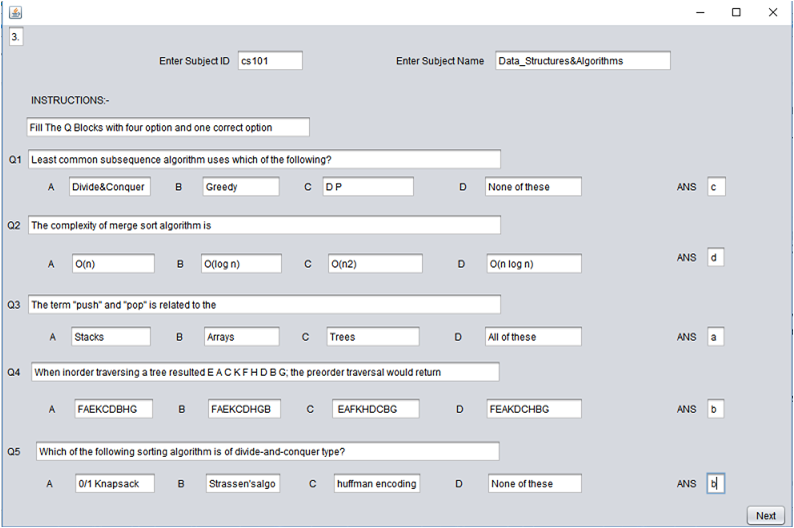 3.
Enter Subject ID cs101 Enter Subject Name Data_Structures&Algorithms
INSTRUCTIONS:-
Fill The Q Blocks with four option and one correct option
Q1 Least common subsequence algorithm uses which of the following?
A Divide&Conquer B Greedy C D P D None of these ANS c
Q2 The complexity of merge sort algorithm is
A O(n) B O(log n) C O(n2) D O(n log n) ANS d
Q3 The term "push" and "pop" is related to the
A Stacks B Arrays C Trees D All of these ANS a
Q4 When inorder traversing a tree resulted E A C K F H D B G; the preorder traversal would return
A FAEKCDBHG B FAEKCDHGB C EAFKHDCBG D FEAKDCHBG ANS b
Q5 Which of the following sorting algorithm is of divide-and-conquer type?
A 0/1 Knapsack B Strassen'salgo C huffman encoding D None of these ANS b
Next